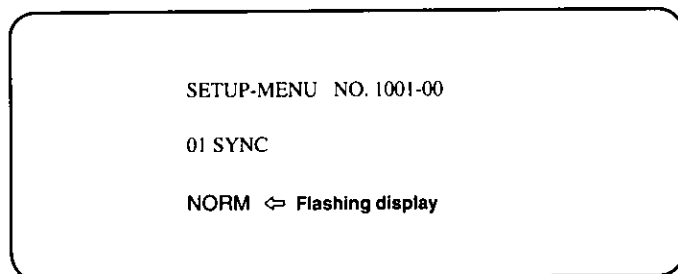 SETUP-MENU NO. 1001-00
01 SYNC
NORM ⇦ Flashing display